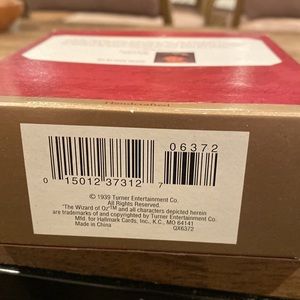 Handcrafted
06372
0 15012 37312 7
© 1939 Turner Entertainment Co.
All Rights Reserved.
"The Wizard of Oz"™ and all characters depicted herein
are trademarks of and copyrighted by Turner Entertainment Co.
Mfd. for Hallmark Cards, Inc., K.C., MO 64141
Made in China
QX6372